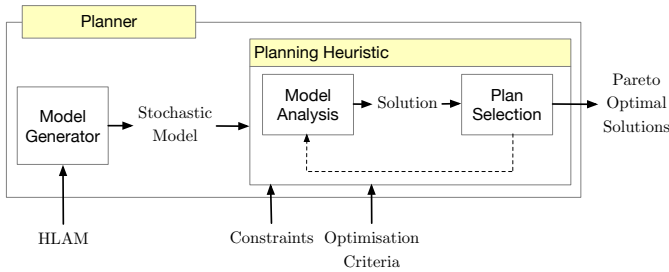 Planner
Planning Heuristic
Model
Generator
Stochastic
Model
Model
Analysis
Solution
Plan
Selection
Pareto
Optimal
Solutions
HLAM
Constraints
Optimisation
Criteria